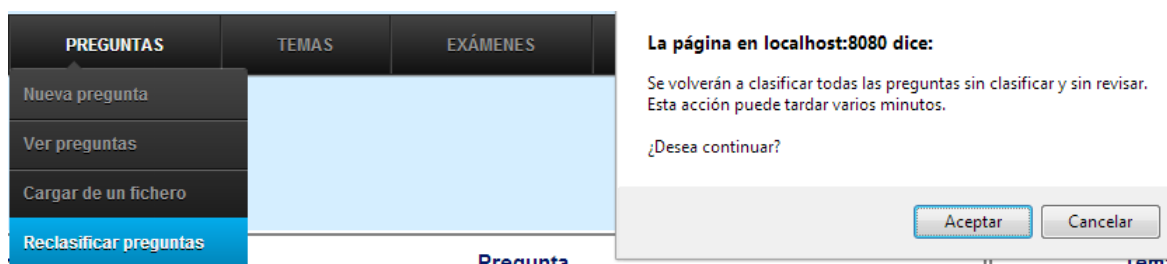 PREGUNTAS TEMAS EXÁMENES
Nueva pregunta
Ver preguntas
Cargar de un fichero
Reclasificar preguntas
La página en localhost:8080 dice:
Se volverán a clasificar todas las preguntas sin clasificar y sin revisar.
Esta acción puede tardar varios minutos.
¿Desea continuar?
Aceptar Cancelar
Pregunta